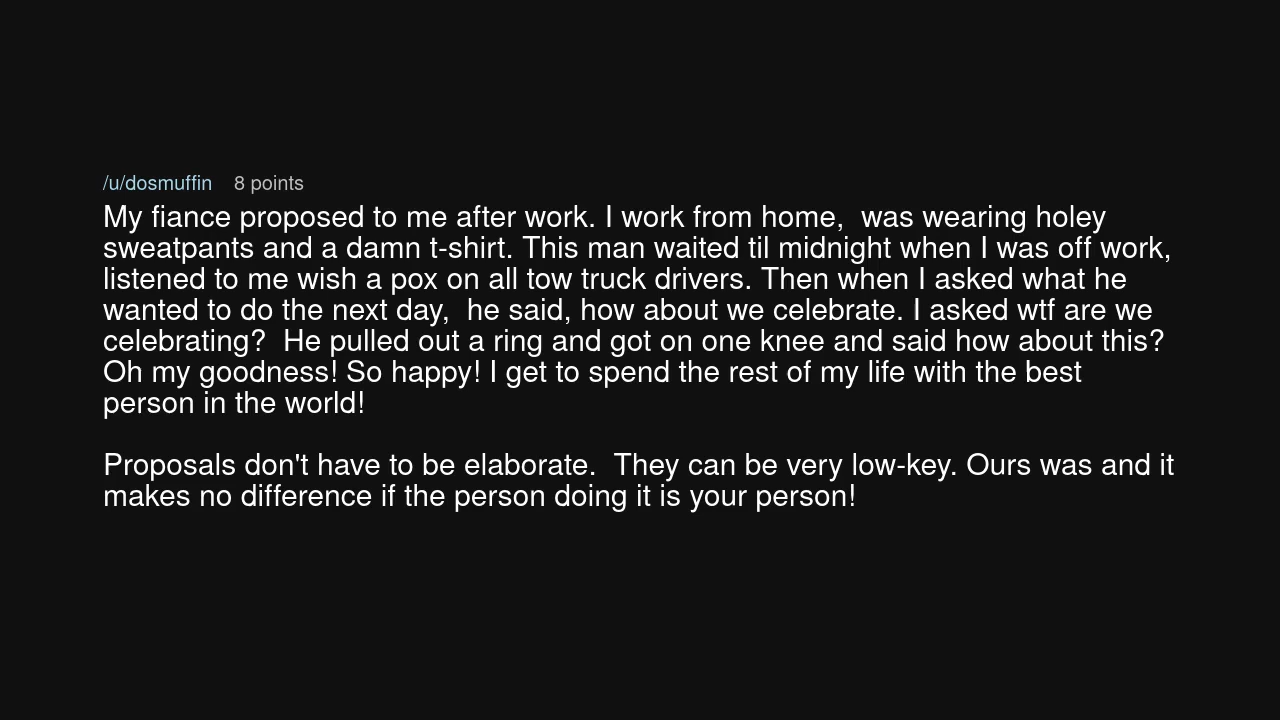 /u/dosmuffin 8 points
My fiance proposed to me after work. I work from home,  was wearing holey
sweatpants and a damn t-shirt. This man waited til midnight when I was off work,
listened to me wish a pox on all tow truck drivers. Then when I asked what he
wanted to do the next day,  he said, how about we celebrate. I asked wtf are we
celebrating?  He pulled out a ring and got on one knee and said how about this?
Oh my goodness! So happy! I get to spend the rest of my life with the best
person in the world!
Proposals don't have to be elaborate.  They can be very low-key. Ours was and it
makes no difference if the person doing it is your person!